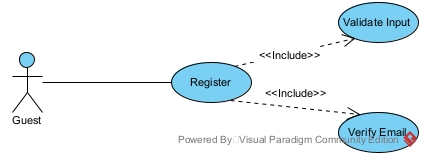 Validate Input
<<Include>>
Register
<<Include>>
Guest
Verify Email
Powered By Visual Paradigm Community Edition